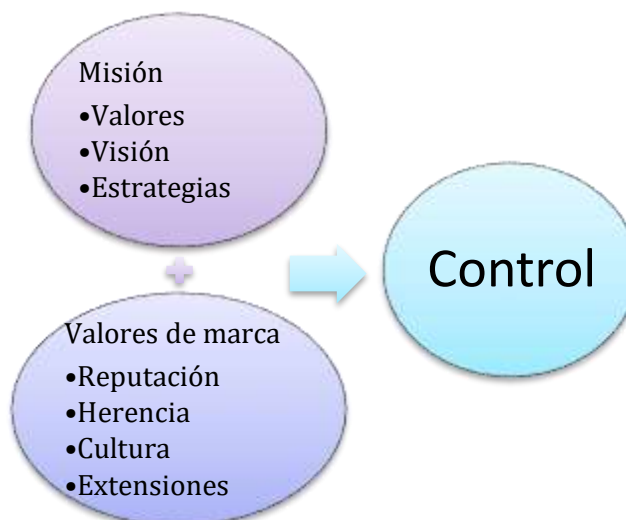 Misión
•Valores
•Visión
•Estrategias
Control
Valores de marca
•Reputación
•Herencia
•Cultura
•Extensiones